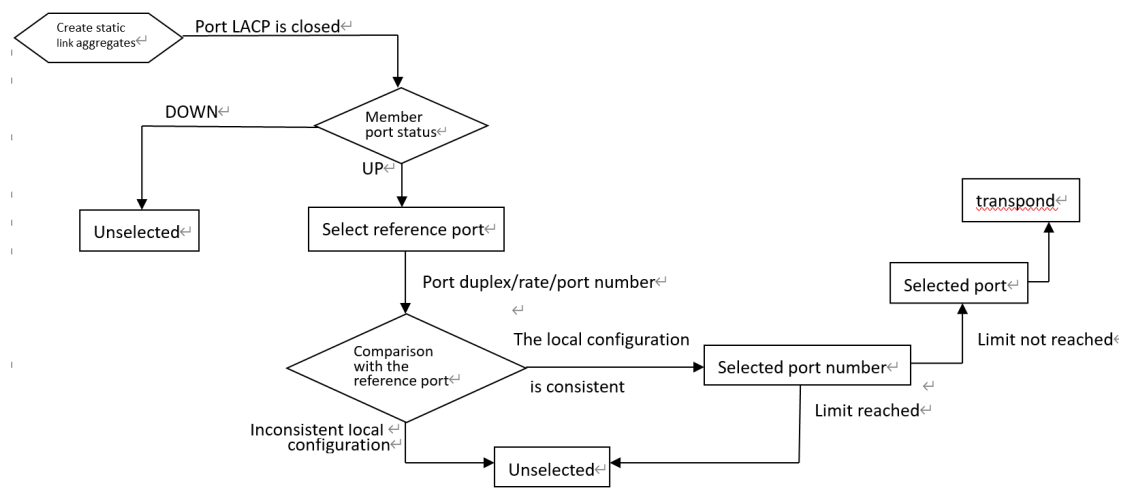 Create static
link aggregates
Port LACP is closed
DOWN
Member
port status
UP
transpond
Unselected
Select reference port
Port duplex/rate/port number
Selected port
The local configuration
Limit not reached
Comparison
with the
reference port
Selected port number
is consistent
Limit reached
Inconsistent local
configuration
Unselected